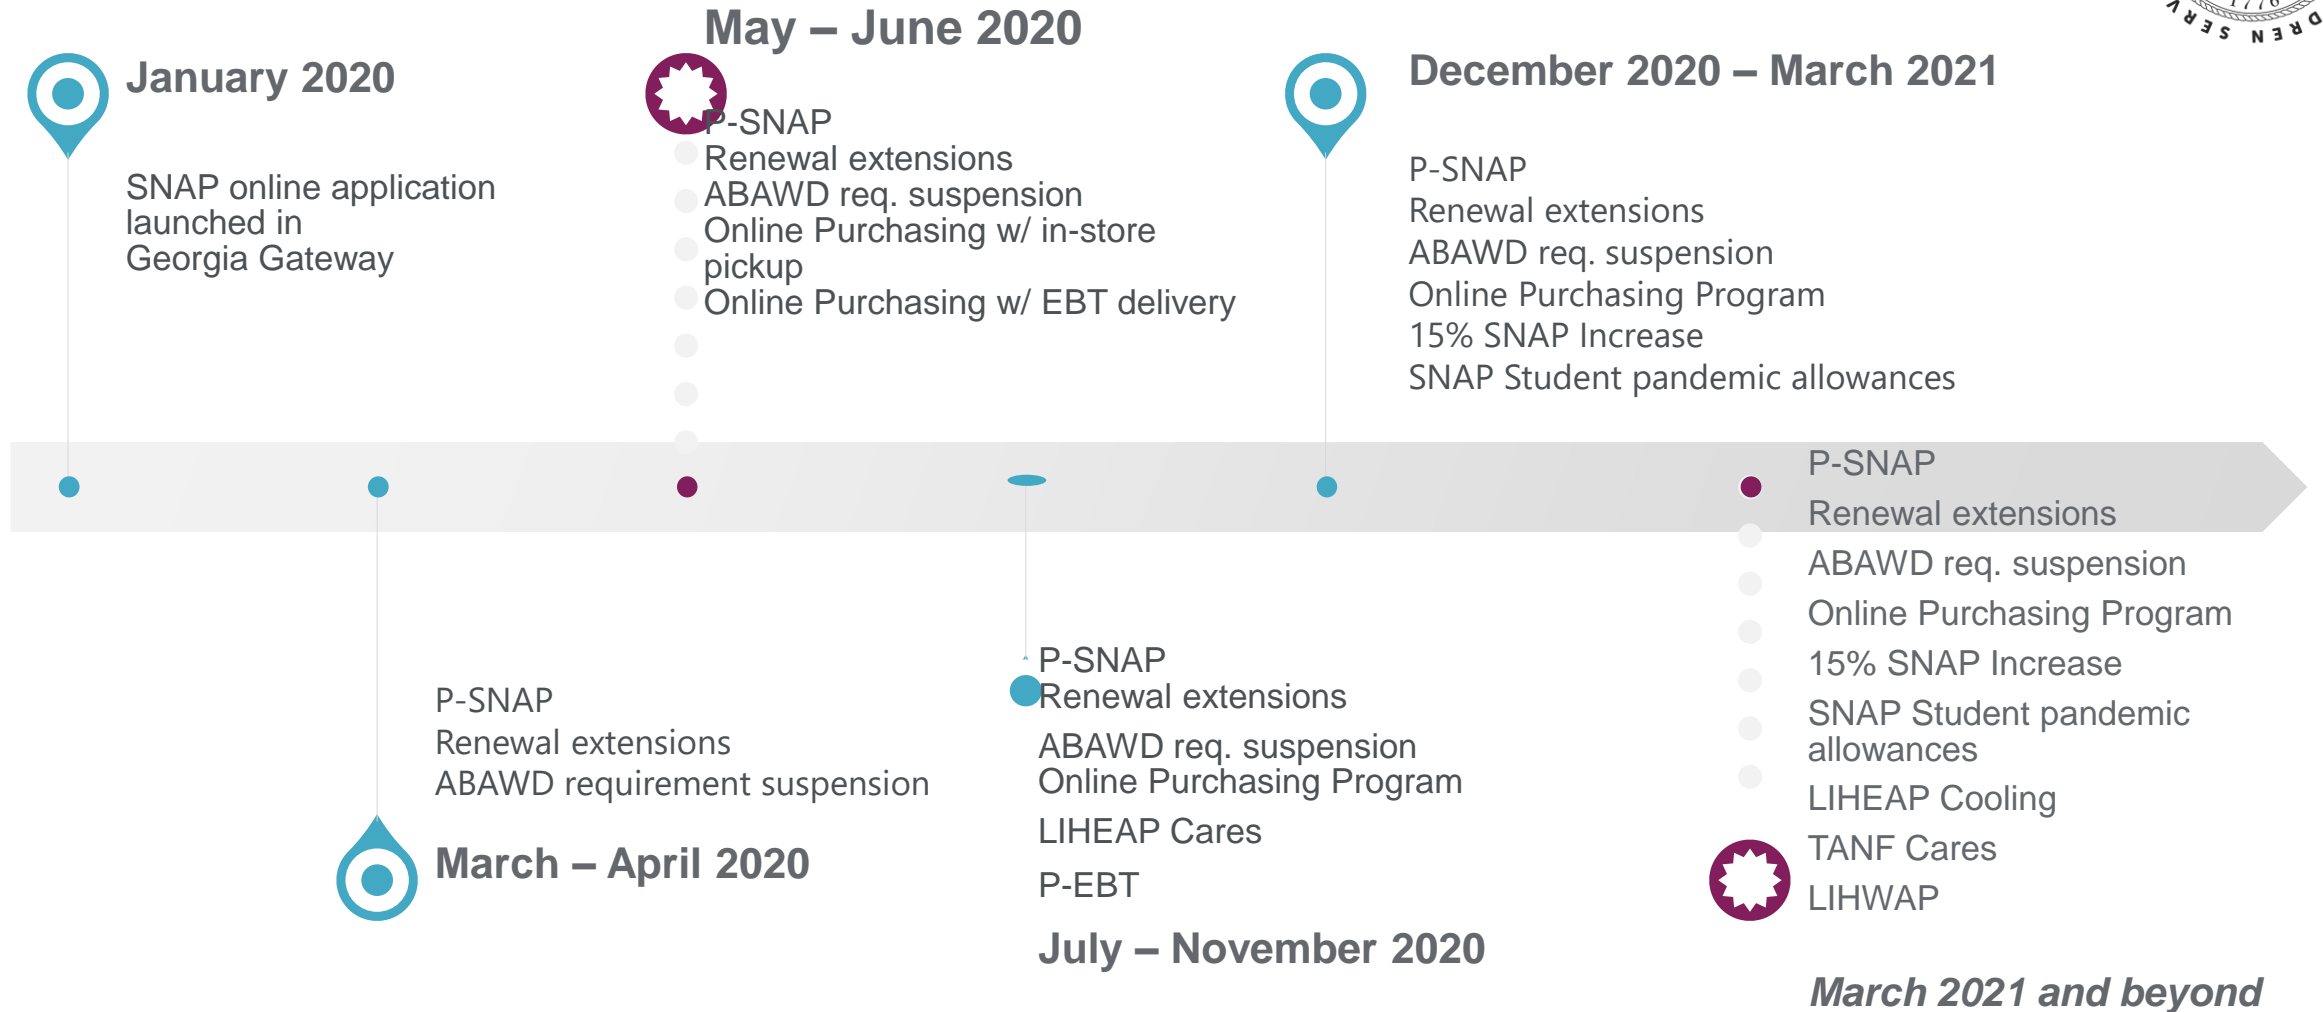 1776
DREN SERV
January 2020
SNAP online application
launched in
Georgia Gateway
May – June 2020
P-SNAP
Renewal extensions
ABAWD req. suspension
Online Purchasing w/ in-store
pickup
Online Purchasing w/ EBT delivery
December 2020 – March 2021
P-SNAP
Renewal extensions
ABAWD req. suspension
Online Purchasing Program
15% SNAP Increase
SNAP Student pandemic allowances
P-SNAP
Renewal extensions
ABAWD requirement suspension
March – April 2020
P-SNAP
Renewal extensions
ABAWD req. suspension
Online Purchasing Program
LIHEAP Cares
P-EBT
July – November 2020
P-SNAP
Renewal extensions
ABAWD req. suspension
Online Purchasing Program
15% SNAP Increase
SNAP Student pandemic
allowances
LIHEAP Cooling
TANF Cares
LIHWAP
March 2021 and beyond